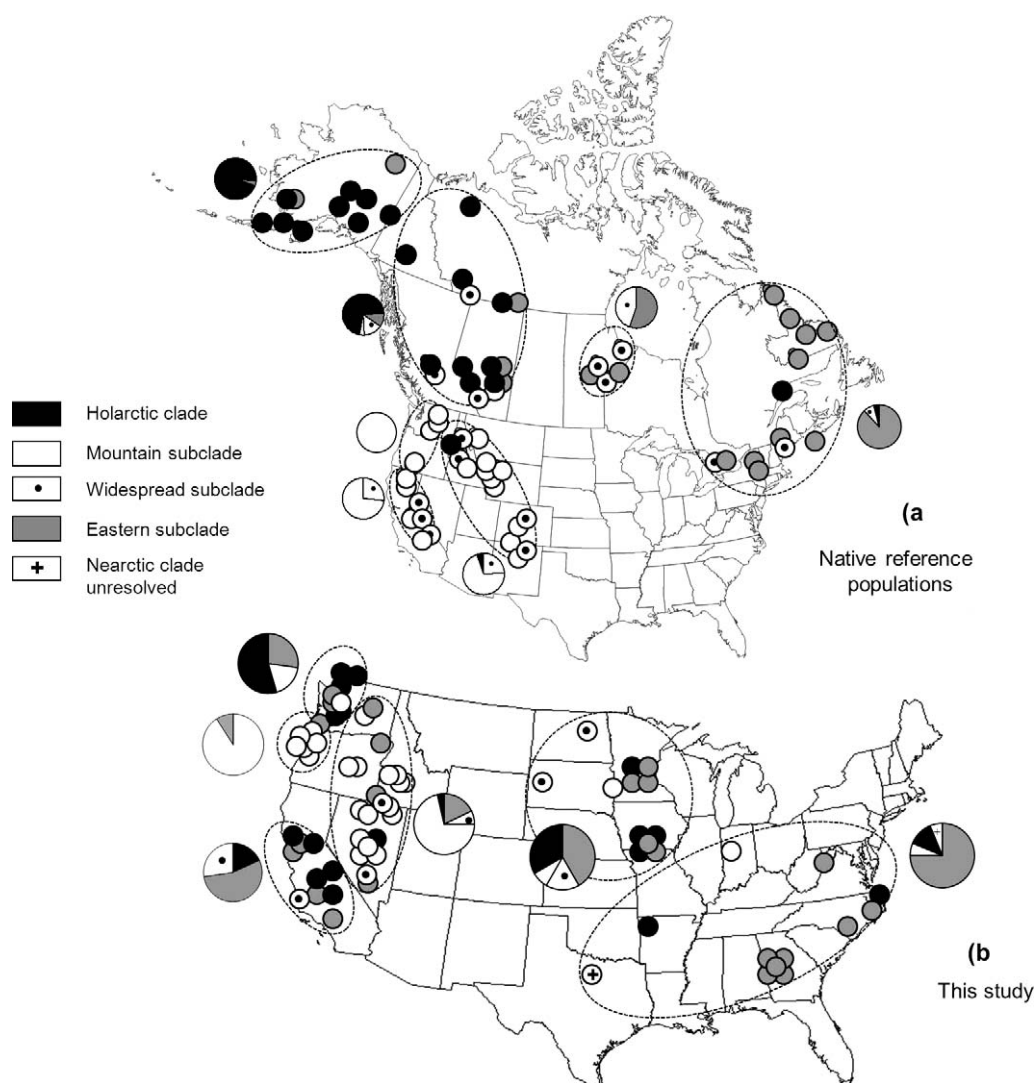 Holarctic clade
Mountain subclade
Widespread subclade
Eastern subclade
Nearctic clade
unresolved
(a
Native reference
populations
(b
This study